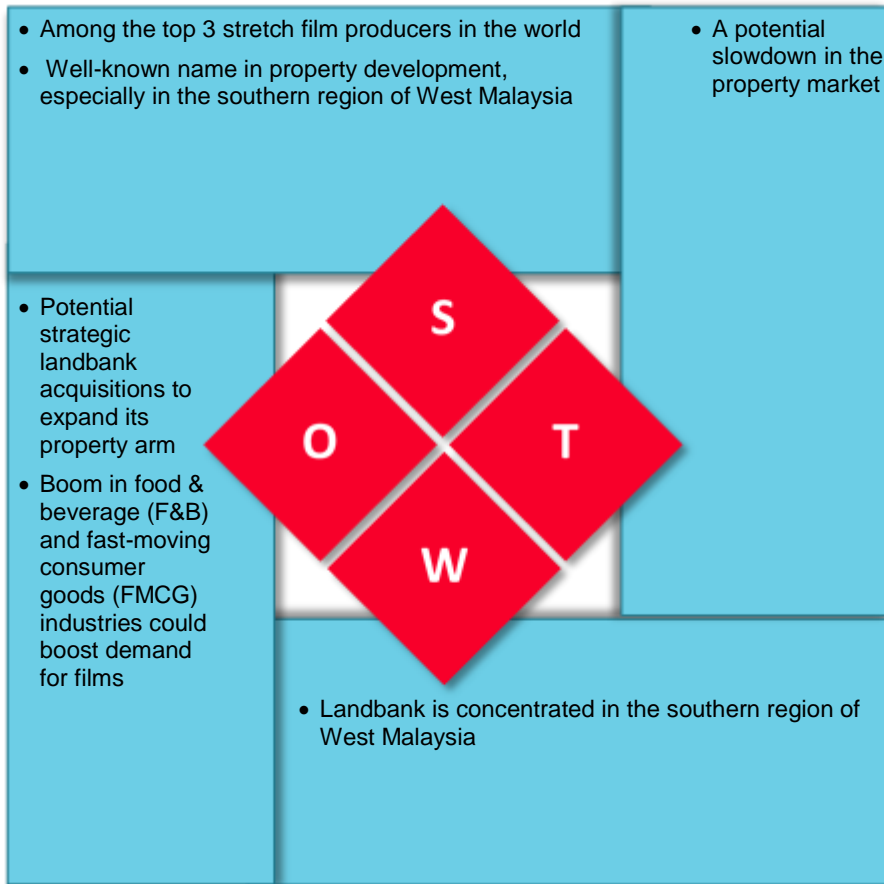 • Among the top 3 stretch film producers in the world
• Well-known name in property development,
especially in the southern region of West Malaysia
• A potential
slowdown in the
property market
• Potential
strategic
landbank
acquisitions to
expand its
property arm
• Boom in food &
beverage (F&B)
and fast-moving
consumer
goods (FMCG)
industries could
boost demand
for films
S
O
T
W
• Landbank is concentrated in the southern region of
West Malaysia